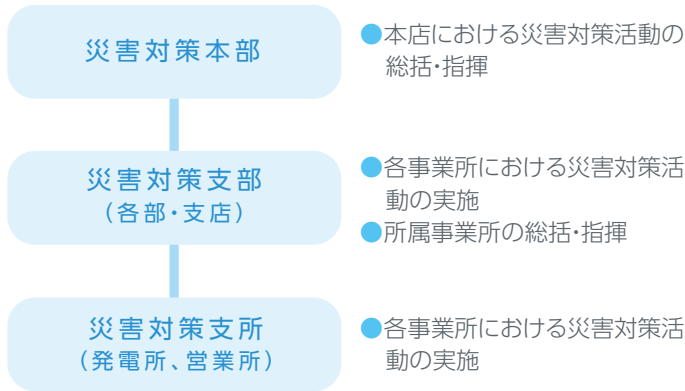 災害対策本部
●本店における災害対策活動の
総括・指揮
災害対策支部
（各部・支店）
●各事業所における災害対策活
動の実施
●所属事業所の総括・指揮
災害対策支所
（発電所、営業所）
●各事業所における災害対策活
動の実施